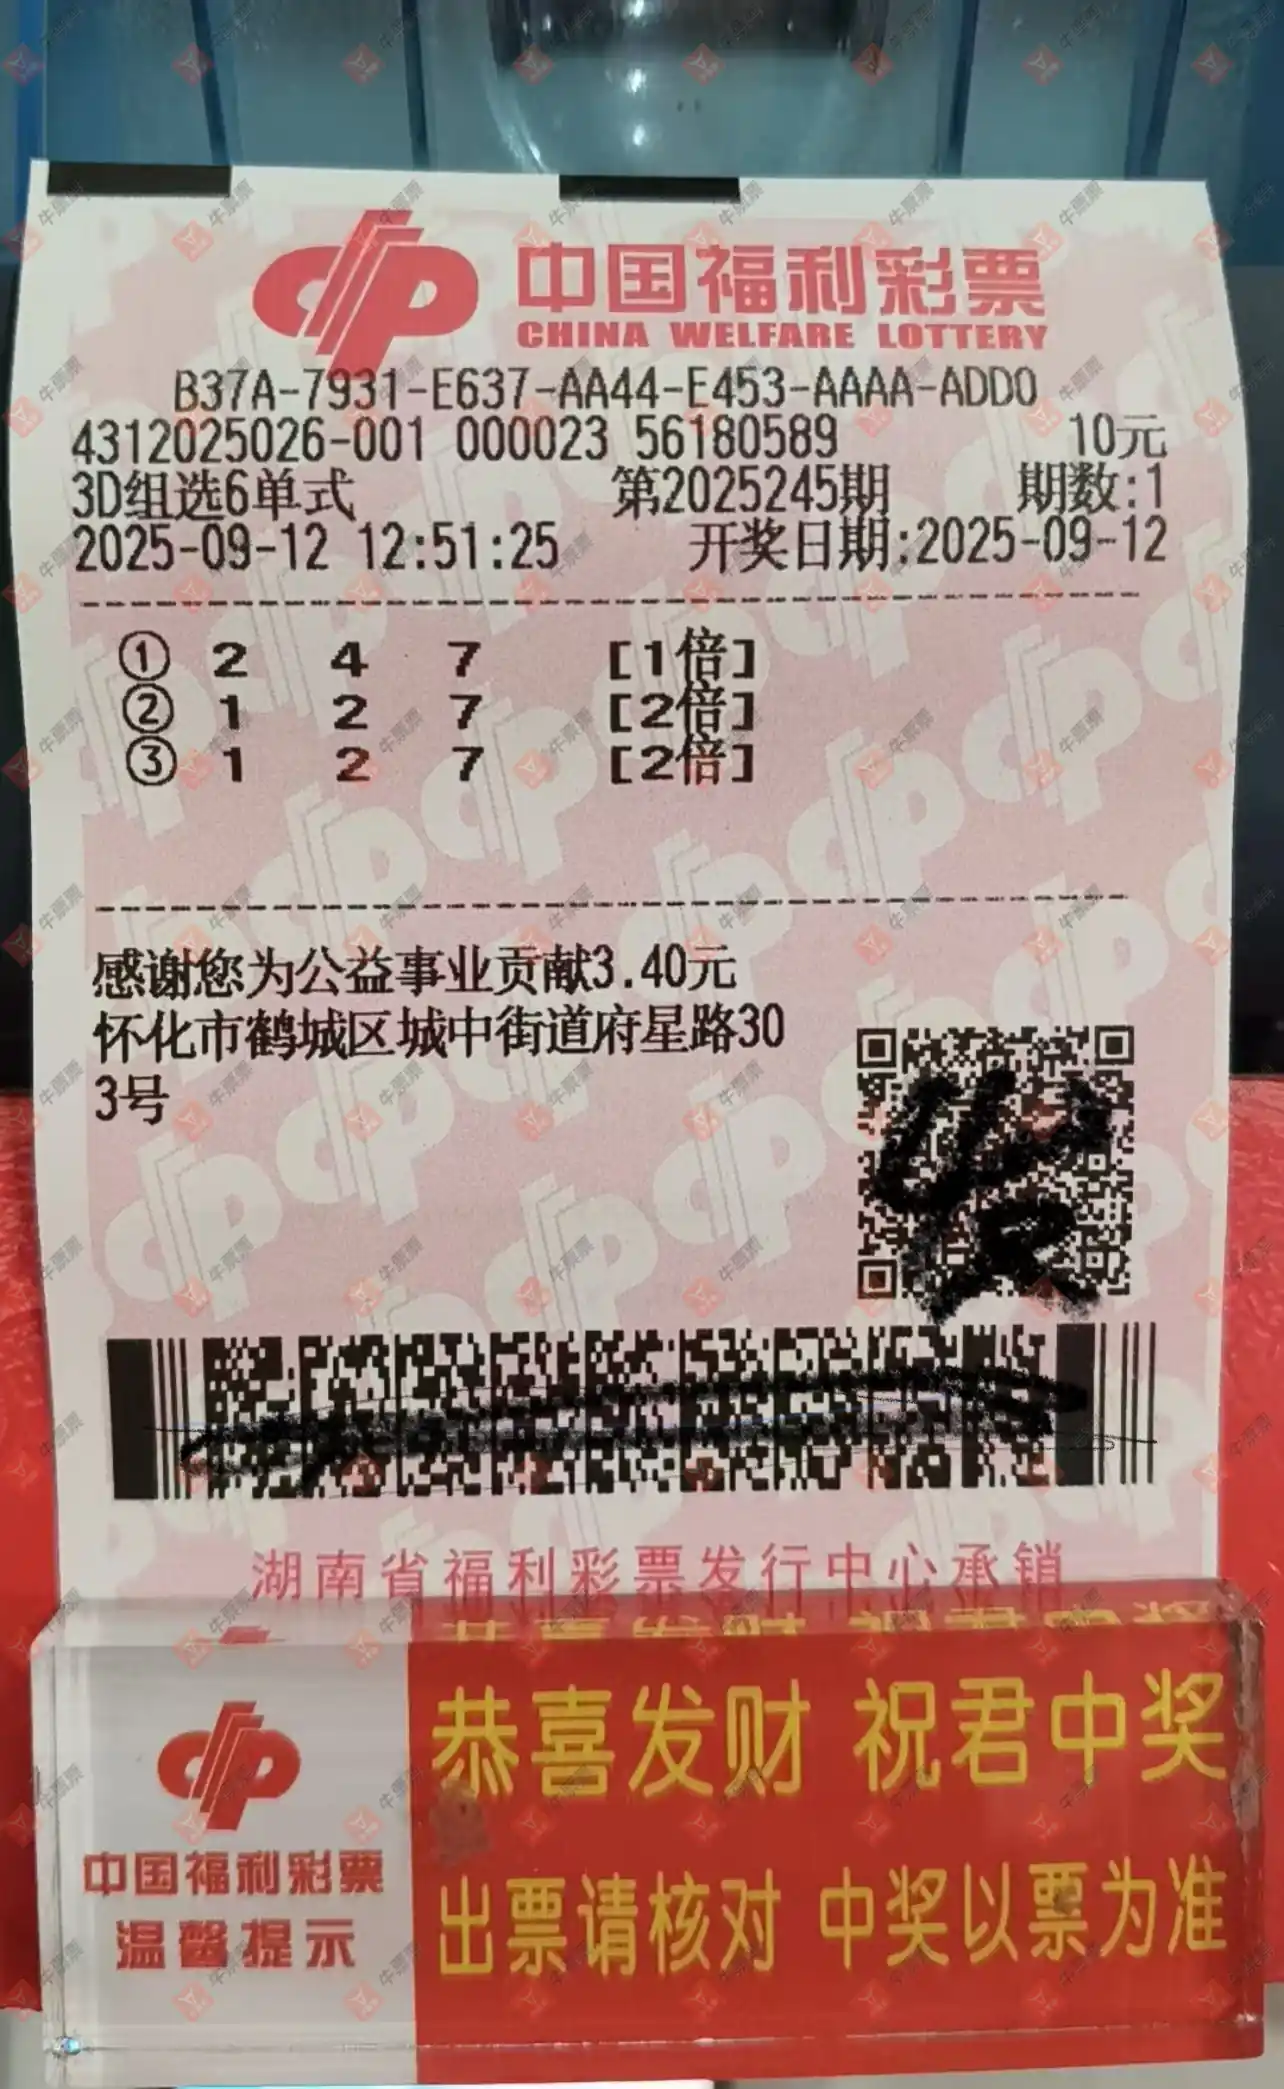 中国福利彩票
CHINA WELFARE LOTTERY
B37A-7931-E637-AA44-E453-AAAA-ADD0
4312025026-001 000023 56180589 10元
3D组选6单式 第2025245期 期数:1
2025-09-12 12:51:25 开奖日期:2025-09-12
① 2 4 7 [1倍]
② 1 2 7 [2倍]
③ 1 2 7 [2倍]
感谢您为公益事业贡献3.40元
怀化市鹤城区城中街道府星路30
3号
湖南省福利彩票发行中心承销
恭喜发财 祝君中奖
中国福利彩票
温馨提示
出票请核对 中奖以票为准
牛票票